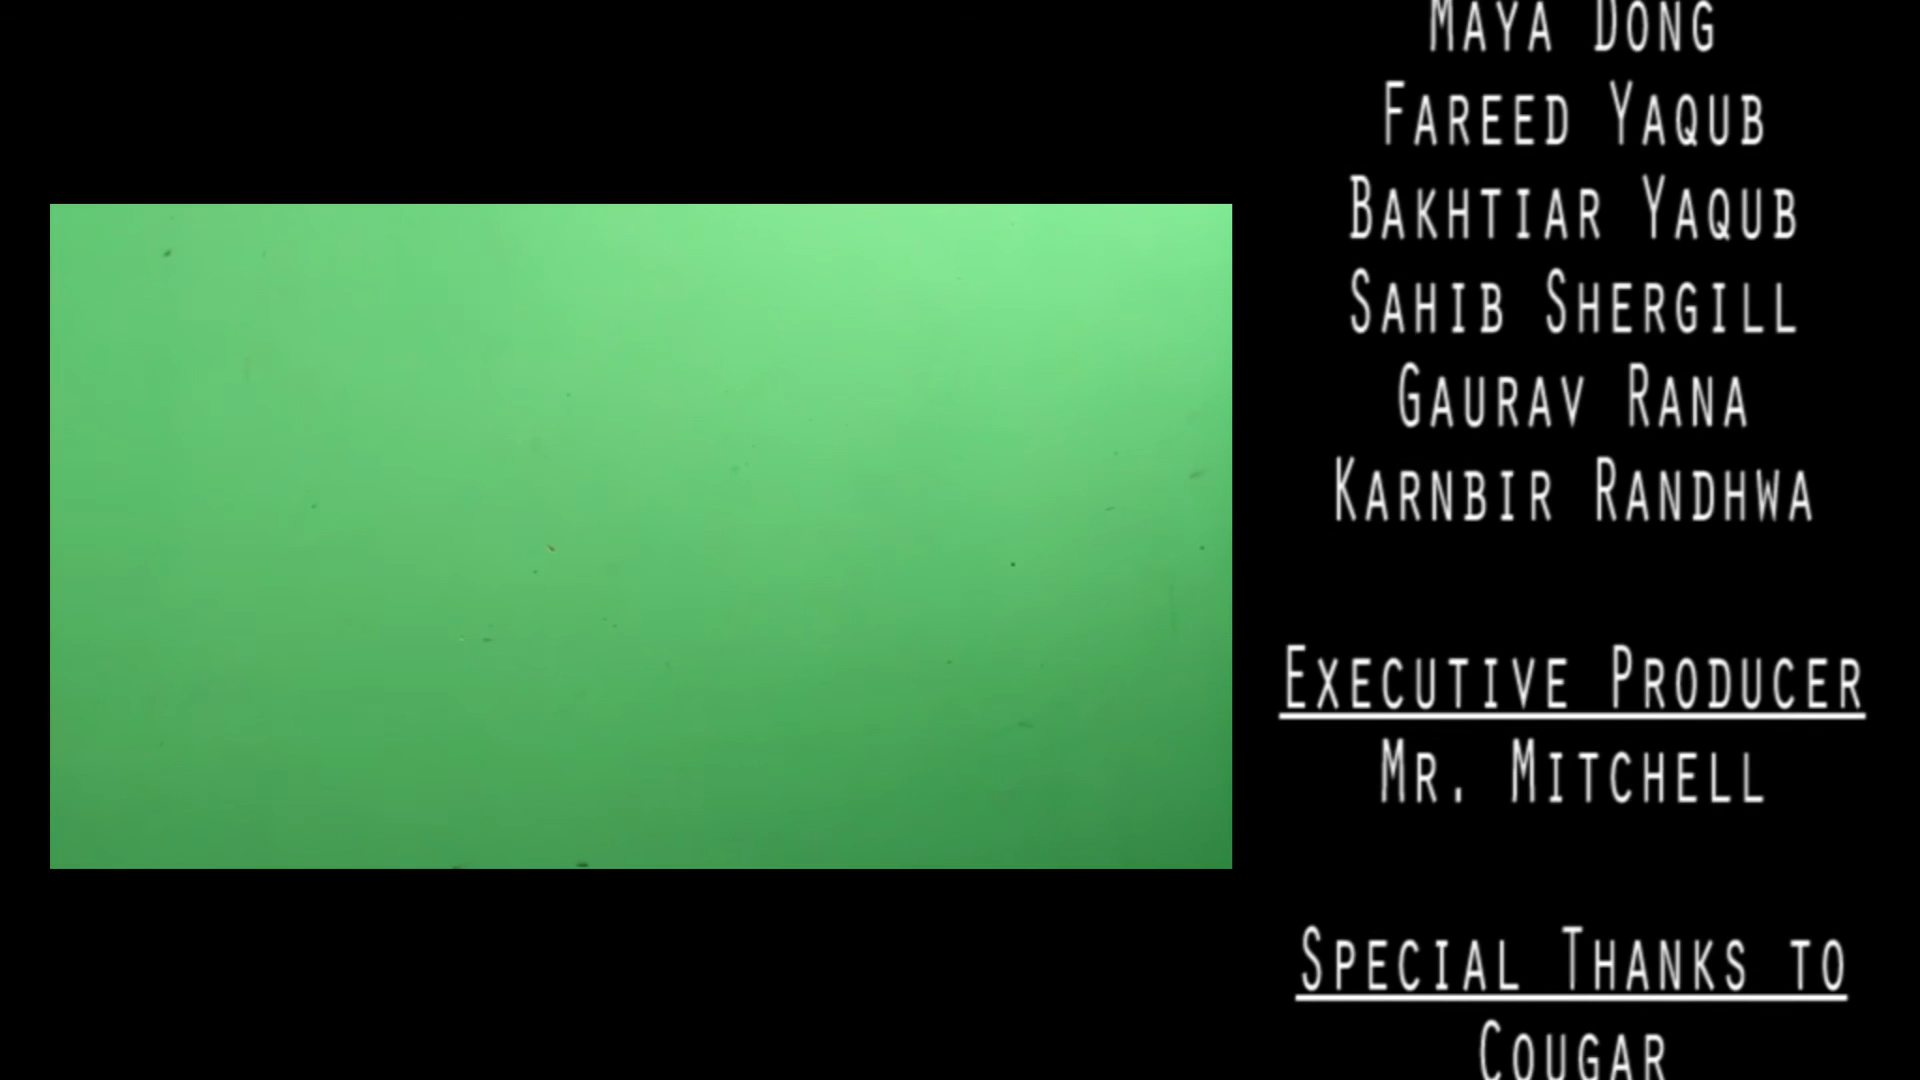 Maya Dong
Fareed Yaqub
Bakhtiar Yaqub
Sahib Shergill
Gaurav Rana
Karnbir Randhwa
Executive Producer
Mr. Mitchell
Special Thanks to
Cougar